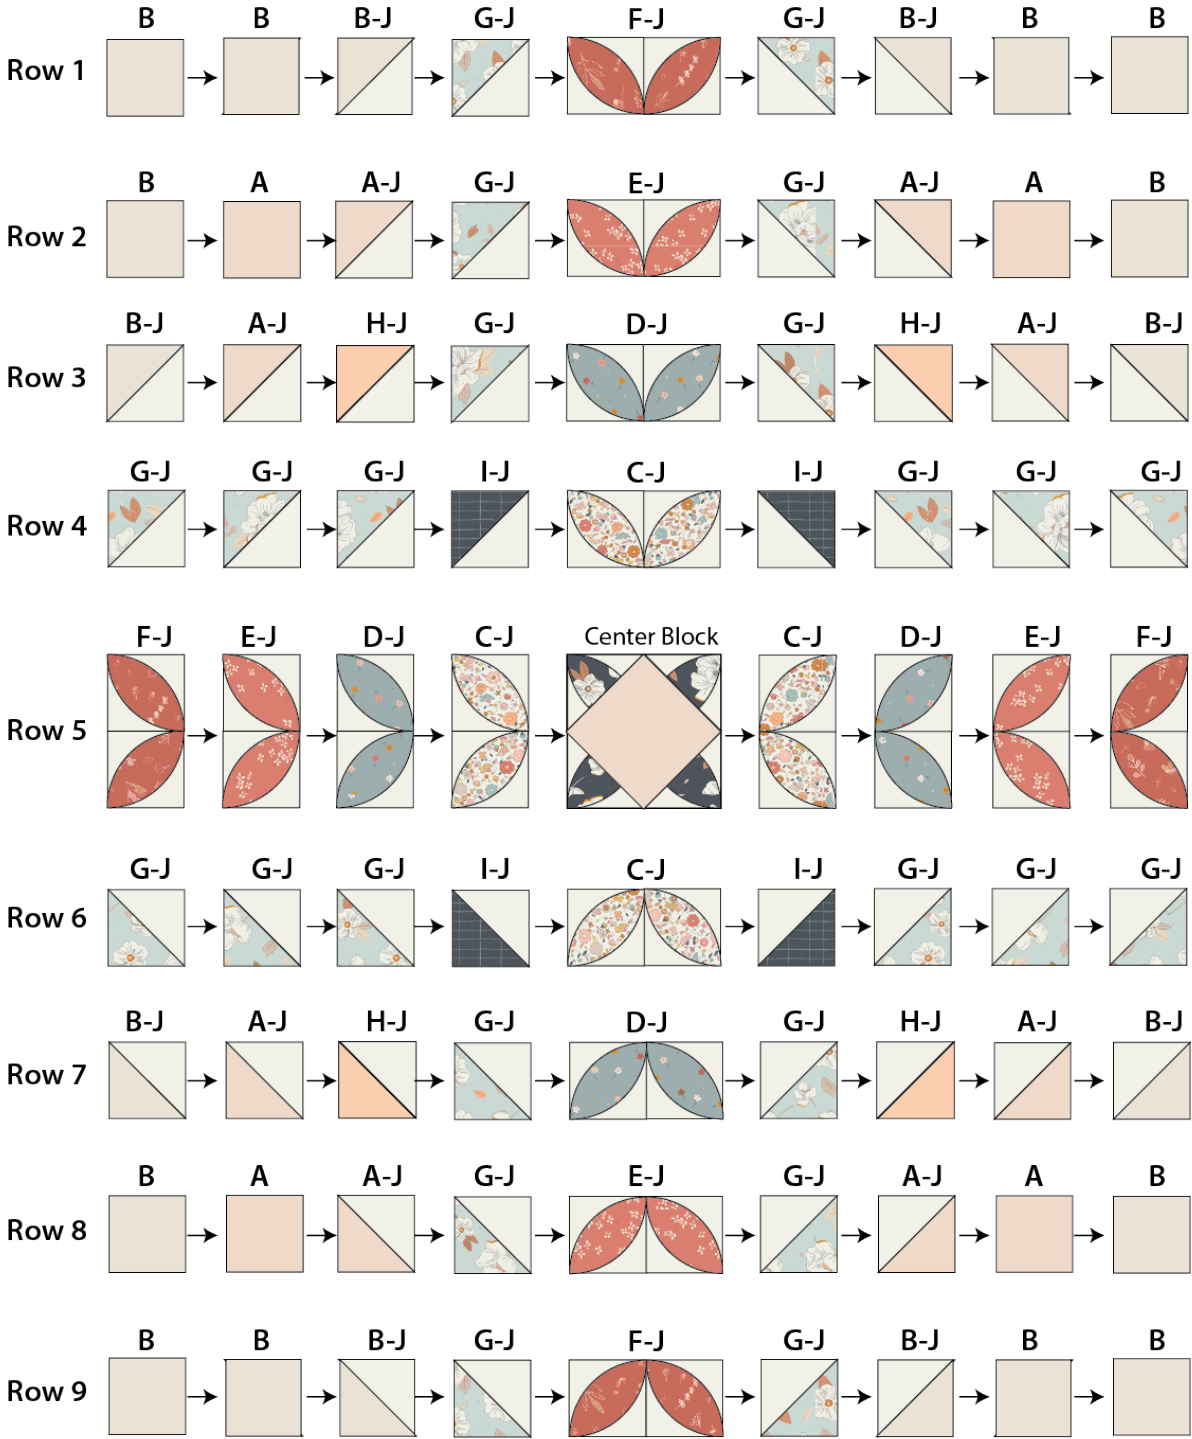 B B B-J G-J F-J G-J B-J B B
Row 1
B A A-J G-J E-J G-J A-J A B
Row 2
B-J A-J H-J G-J D-J G-J H-J A-J B-J
Row 3
G-J G-J G-J I-J C-J I-J G-J G-J G-J
Row 4
F-J E-J D-J C-J Center Block C-J D-J E-J F-J
Row 5
G-J G-J G-J I-J C-J I-J G-J G-J G-J
Row 6
B-J A-J H-J G-J D-J G-J H-J A-J B-J
Row 7
B A A-J G-J E-J G-J A-J A B
Row 8
B B B-J G-J F-J G-J B-J B B
Row 9